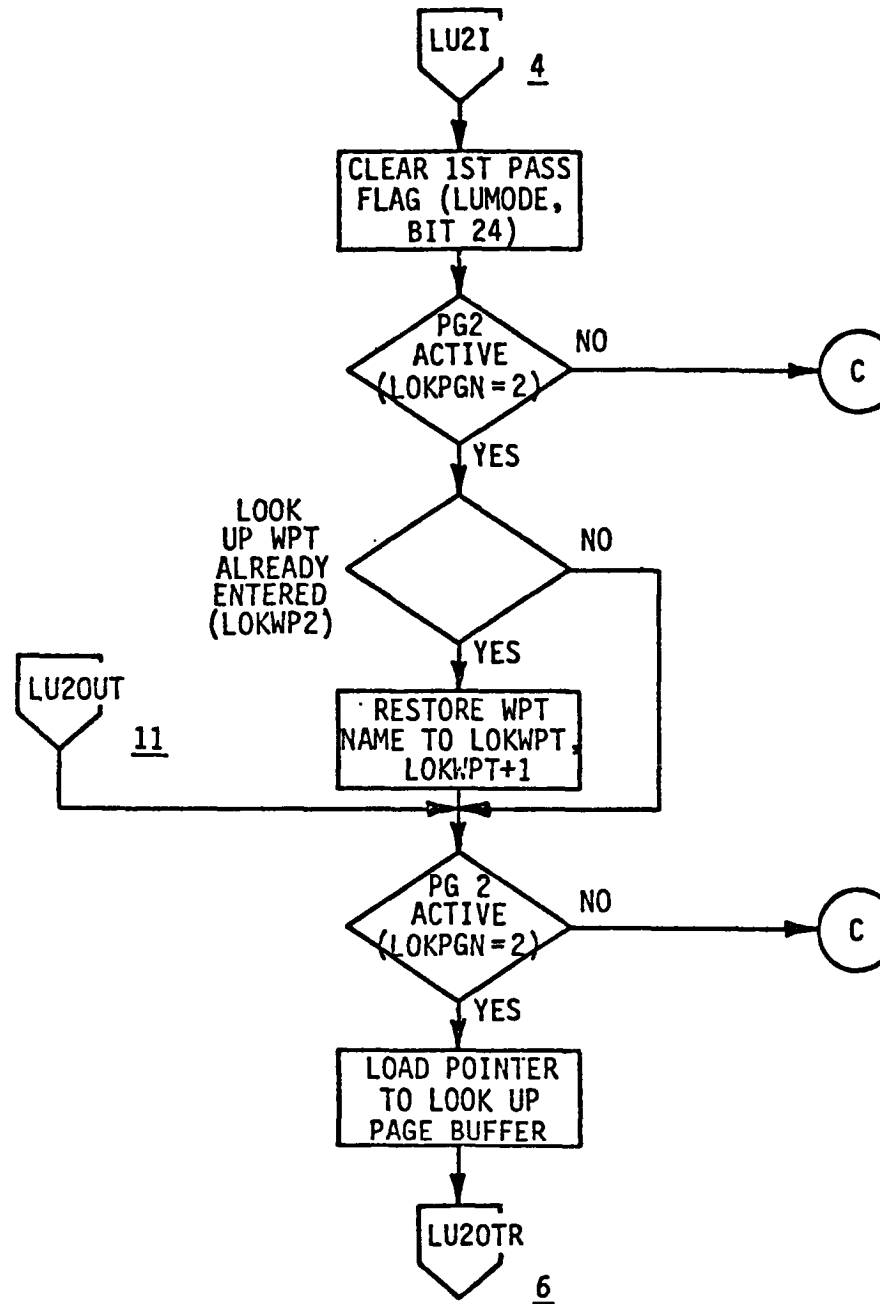 LU2I
4
CLEAR 1ST PASS
FLAG (LUMODE,
BIT 24)
PG2
ACTIVE
(LOKPGN=2)
NO
C
YES
LOOK
UP WPT
ALREADY
ENTERED
(LOKWP2)
NO
YES
LU2OUT
11
RESTORE WPT
NAME TO LOKWPT,
LOKWPT+1
PG 2
ACTIVE
(LOKPGN=2)
NO
C
YES
LOAD POINTER
TO LOOK UP
PAGE BUFFER
LU2OTR
6